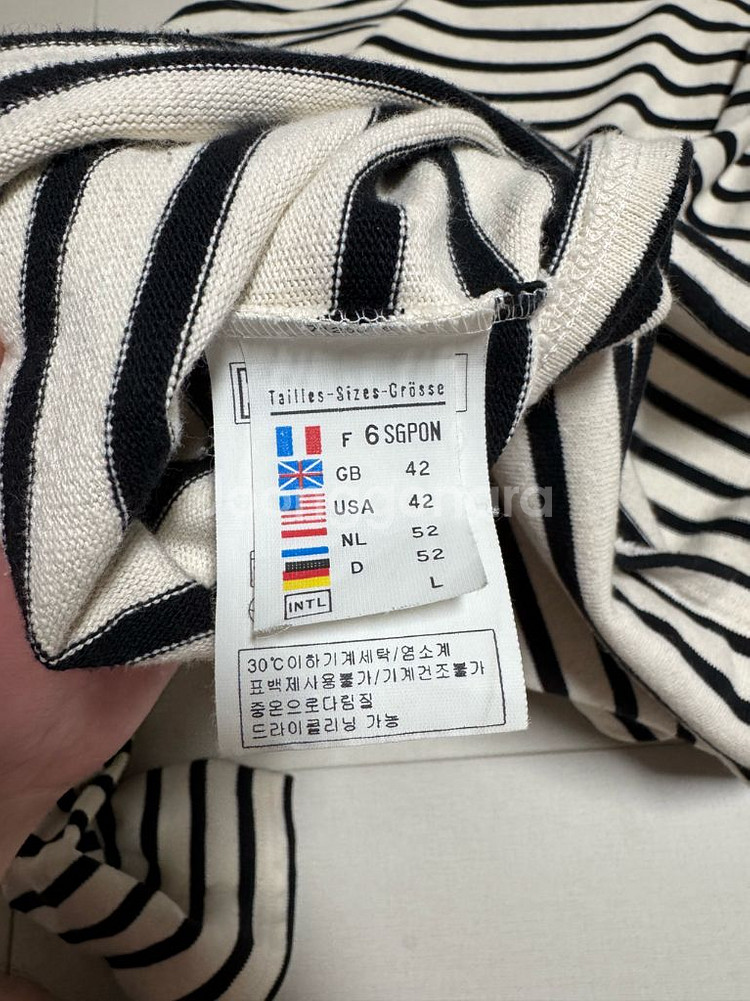 Tailles-Sizes-Grösse
F 6 SGPON
GB 42
USA 42
NL 52
D 52
INTL L
30℃이하기계세탁/염소계
표백제사용불가/기계건조불가
중온으로다림질
드라이클리닝 가능